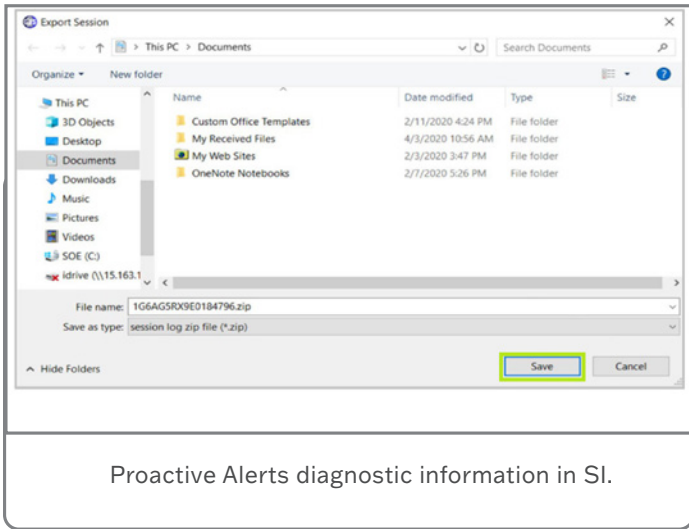 Export Session
This PC > Documents
Search Documents
Organize
New folder
This PC
3D Objects
Desktop
Documents
Downloads
Music
Pictures
Videos
SOE (C:)
idrive (\\15.163.1
Name Date modified Type Size
Custom Office Templates 2/11/2020 4:24 PM File folder
My Received Files 4/3/2020 10:56 AM File folder
My Web Sites 2/3/2020 3:47 PM File folder
OneNote Notebooks 2/7/2020 5:26 PM File folder
File name: 1G6AG5RX9E0184796.zip
Save as type: session log zip file (*.zip)
Hide Folders
Save
Cancel
Proactive Alerts diagnostic information in SI.